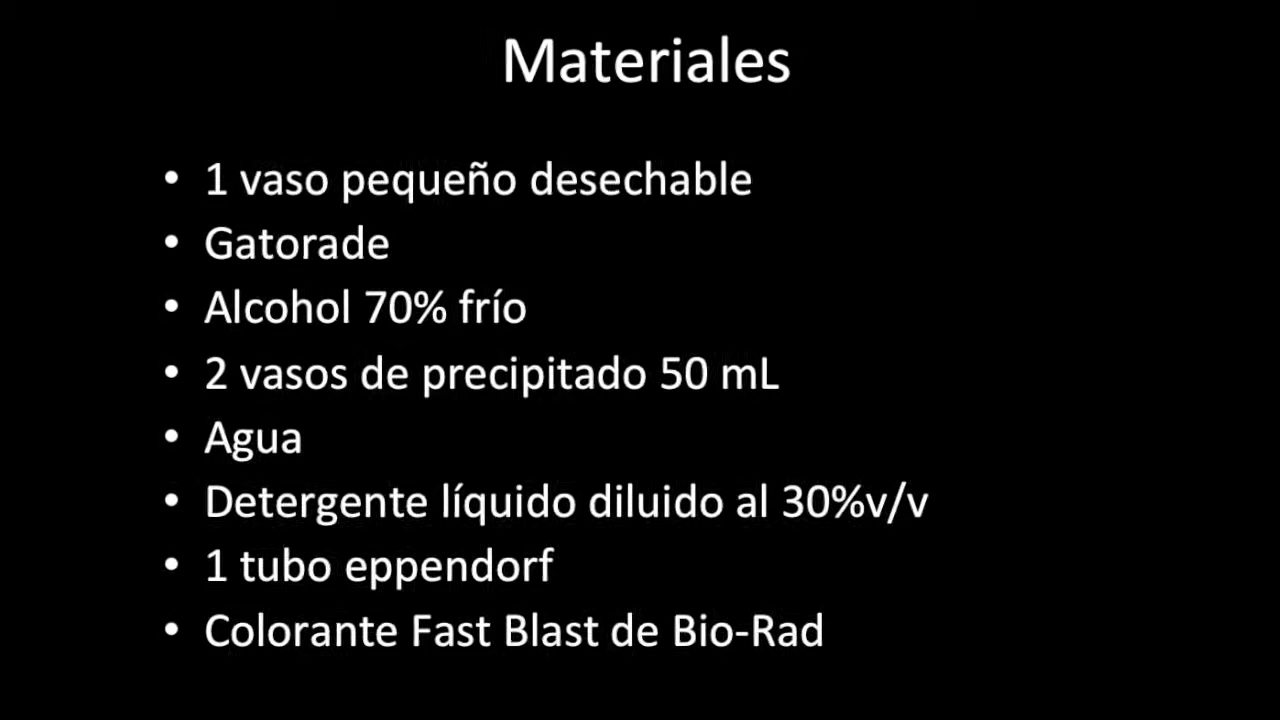 Materiales
• 1 vaso pequeño desechable
• Gatorade
• Alcohol 70% frío
• 2 vasos de precipitado 50 mL
• Agua
• Detergente líquido diluido al 30%v/v
• 1 tubo eppendorf
• Colorante Fast Blast de Bio-Rad